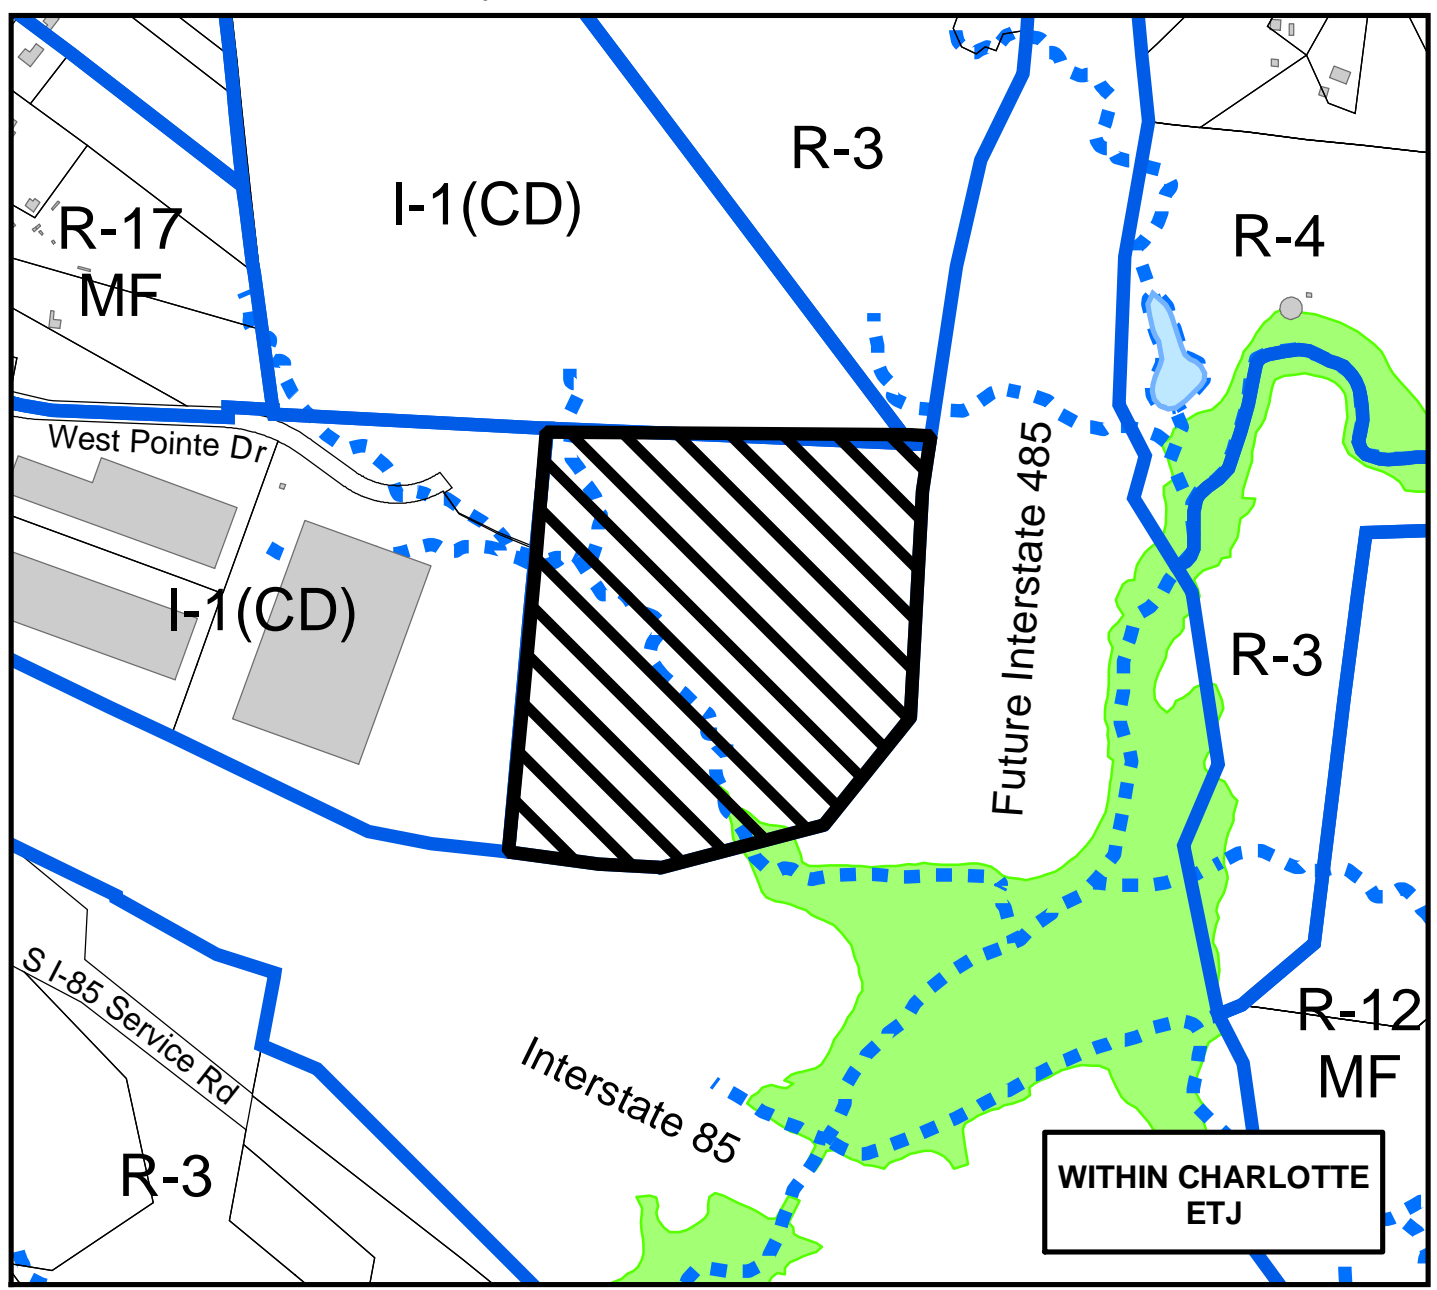 R-3
I-1(CD)
R-17
MF
R-4
West Pointe Dr
Future Interstate 485
I-1(CD)
R-3
S I-85 Service Rd
Interstate 85
R-12
MF
R-3
WITHIN CHARLOTTE
ETJ